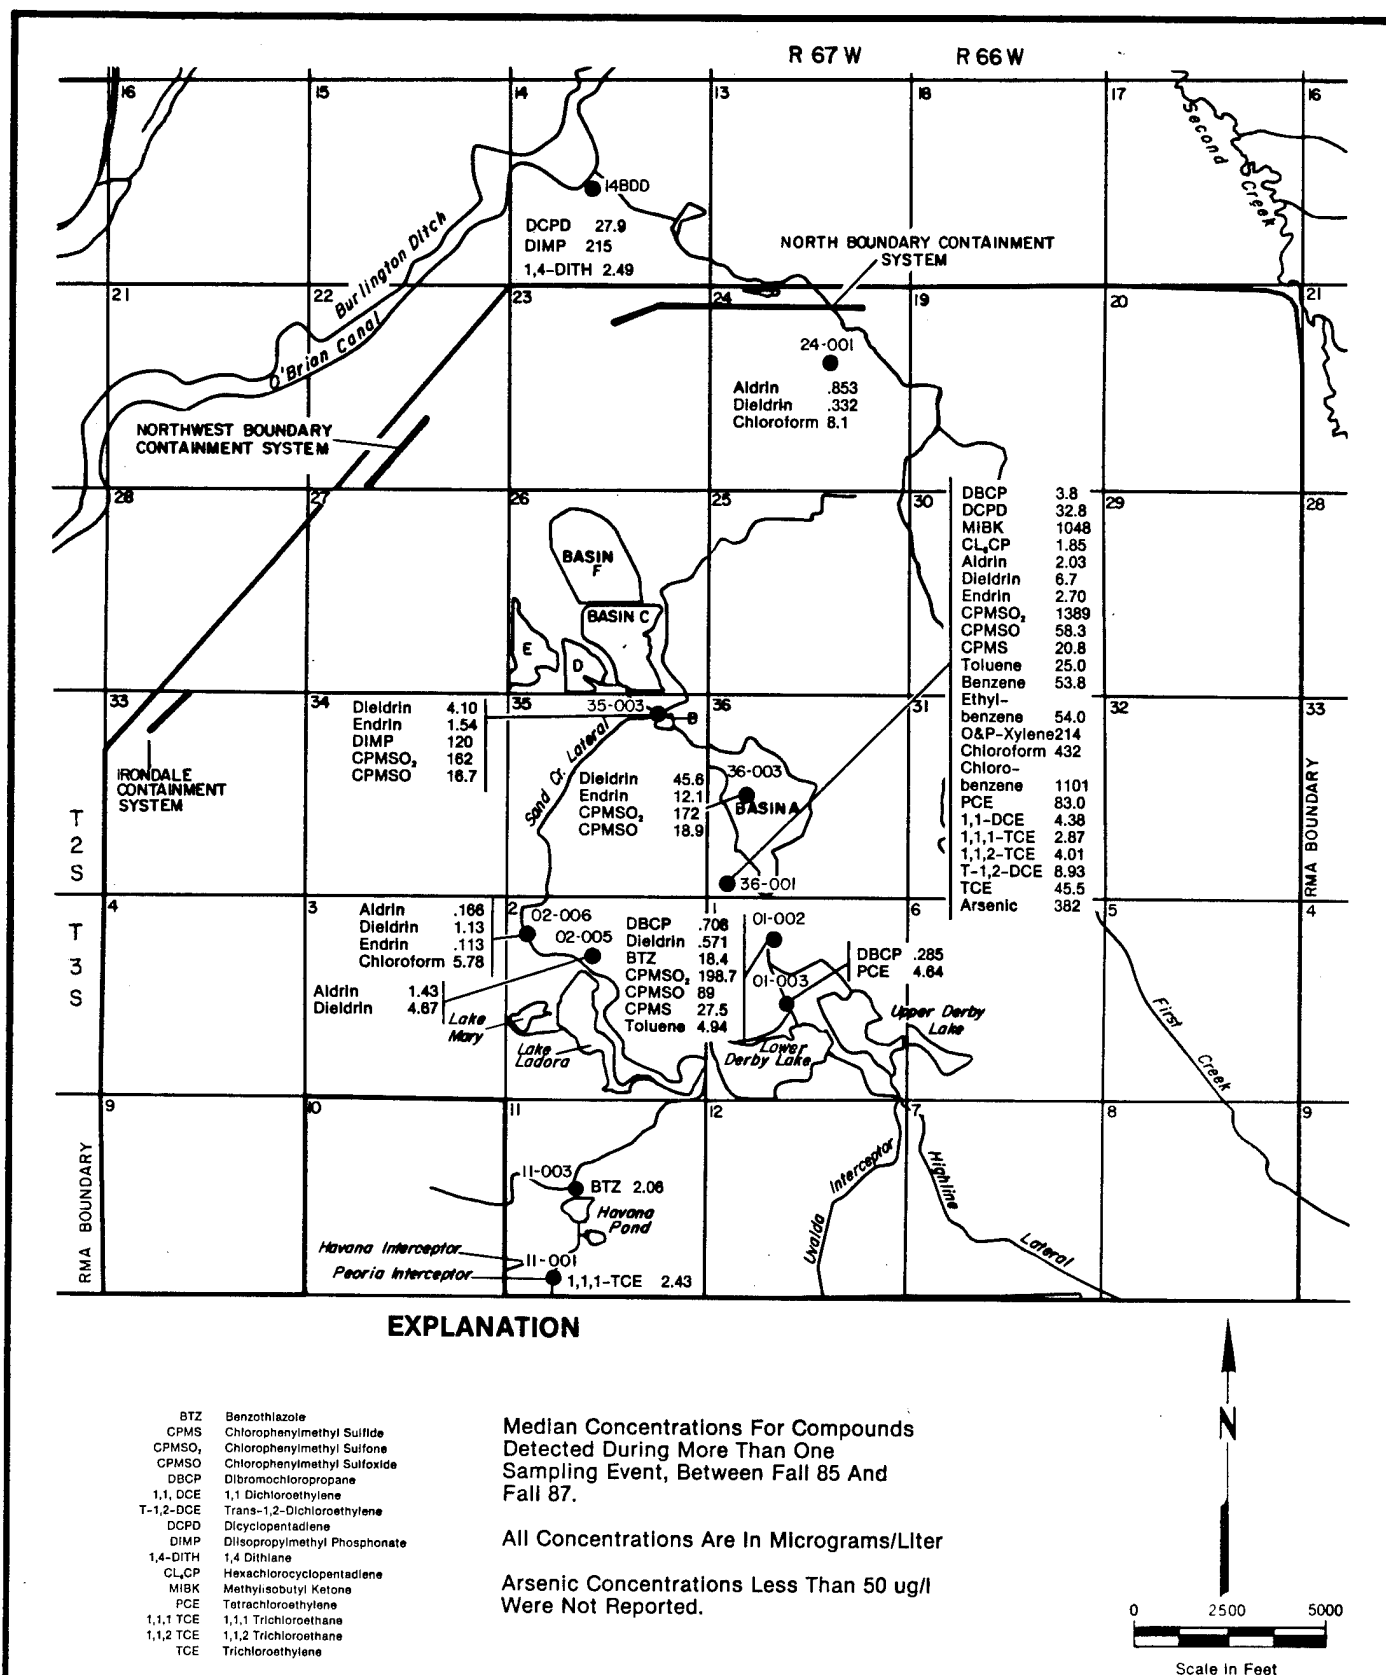 R 67 W R 66 W
16 15 14 13 18 17 16
Second Creek
14BDD
DCPD 27.9
DIMP 215
1,4-DITH 2.49
Burlington Ditch
O'Brian Canal
NORTH BOUNDARY CONTAINMENT
SYSTEM
21 22 23 24 19 20 21
24-001
Aldrin .853
Dieldrin .332
Chloroform 8.1
NORTHWEST BOUNDARY
CONTAINMENT SYSTEM
28 27 26 25 30 29 28
BASIN
F
BASIN C
E
D
DBCP 3.8
DCPD 32.8
MIBK 1048
CL₆CP 1.85
Aldrin 2.03
Dieldrin 6.7
Endrin 2.70
CPMSO₂ 1389
CPMSO 58.3
CPMS 20.8
Toluene 25.0
Benzene 53.8
Ethyl-
benzene 54.0
O&P-Xylene 214
Chloroform 432
Chloro-
benzene 1101
PCE 83.0
1,1-DCE 4.38
1,1,1-TCE 2.87
1,1,2-TCE 4.01
T-1,2-DCE 8.93
TCE 45.5
Arsenic 382
33 34 35 36 31 32 33
35-003
B
Dieldrin 4.10
Endrin 1.54
DIMP 120
CPMSO₂ 162
CPMSO 16.7
IRONDALE
CONTAINMENT
SYSTEM
Sand Cr. Lateral
Dieldrin 45.6
Endrin 12.1
CPMSO₂ 172
CPMSO 18.9
36-003
BASIN A
36-001
RMA BOUNDARY
T
2
S
T
3
S
4 3 2 1 6 5 4
Aldrin .166
Dieldrin 1.13
Endrin .113
Chloroform 5.78
02-006
02-005
Aldrin 1.43
Dieldrin 4.67
DBCP .706
Dieldrin .571
BTZ 18.4
CPMSO₂ 198.7
CPMSO 89
CPMS 27.5
Toluene 4.94
01-002
01-003
DBCP .285
PCE 4.64
Lake
Mary
Lake
Ladora
Lower
Derby Lake
Upper Derby
Lake
First Creek
9 10 11 12 7 8 9
RMA BOUNDARY
11-003
BTZ 2.06
Havana
Pond
Havana Interceptor
11-001
Peoria Interceptor
1,1,1-TCE 2.43
Uvalda Interceptor
Highline Lateral
EXPLANATION
BTZ Benzothiazole
CPMS Chlorophenylmethyl Sulfide
CPMSO₂ Chlorophenylmethyl Sulfone
CPMSO Chlorophenylmethyl Sulfoxide
DBCP Dibromochloropropane
1,1, DCE 1,1 Dichloroethylene
T-1,2-DCE Trans-1,2-Dichloroethylene
DCPD Dicyclopentadiene
DIMP Diisopropylmethyl Phosphonate
1,4-DITH 1,4 Dithiane
CL₆CP Hexachlorocyclopentadiene
MIBK Methylisobutyl Ketone
PCE Tetrachloroethylene
1,1,1 TCE 1,1,1 Trichloroethane
1,1,2 TCE 1,1,2 Trichloroethane
TCE Trichloroethylene
Median Concentrations For Compounds
Detected During More Than One
Sampling Event, Between Fall 85 And
Fall 87.
All Concentrations Are In Micrograms/Liter
Arsenic Concentrations Less Than 50 ug/l
Were Not Reported.
N
0 2500 5000
Scale in Feet